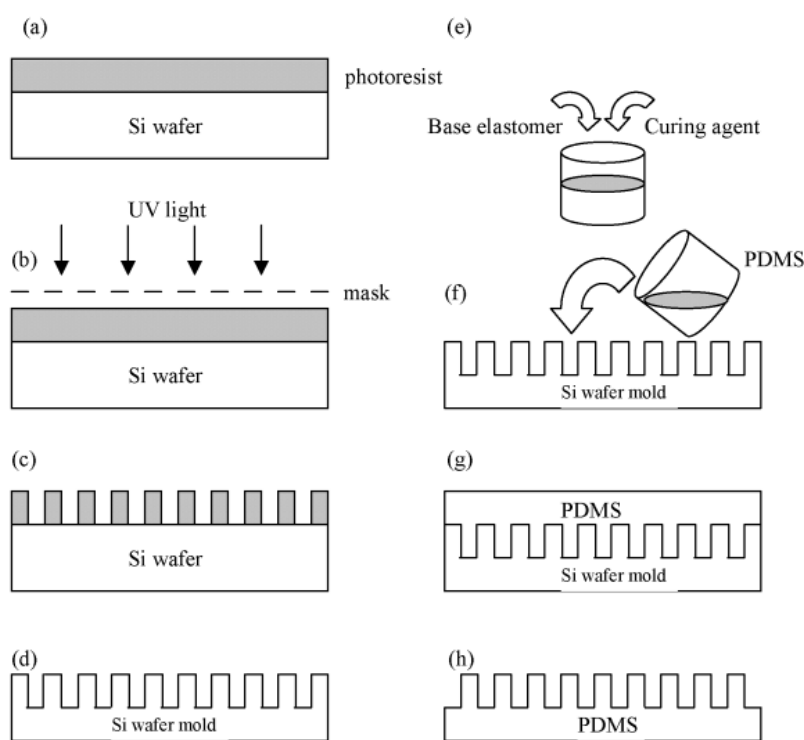 (a)
photoresist
Si wafer
UV light
(b)
mask
Si wafer
(c)
Si wafer
(d)
Si wafer mold
(e)
Base elastomer
Curing agent
PDMS
(f)
Si wafer mold
(g)
PDMS
Si wafer mold
(h)
PDMS